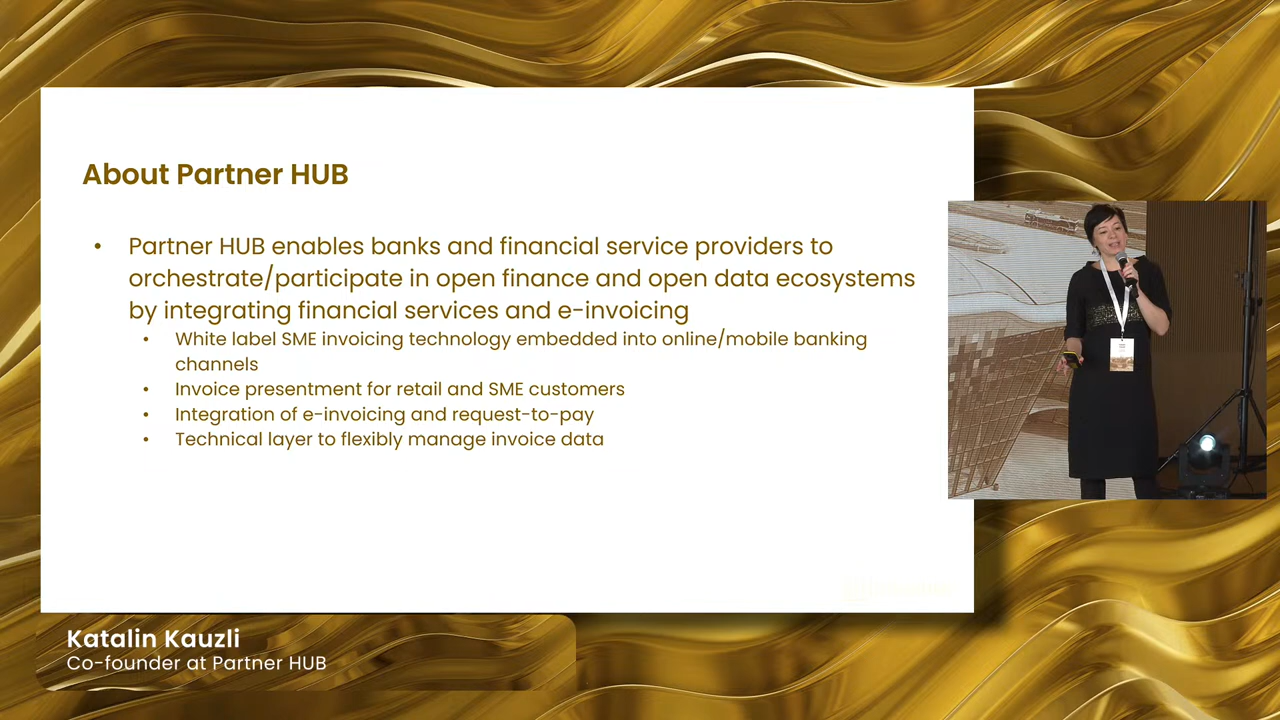 About Partner HUB
• Partner HUB enables banks and financial service providers to
orchestrate/participate in open finance and open data ecosystems
by integrating financial services and e-invoicing
• White label SME invoicing technology embedded into online/mobile banking
channels
• Invoice presentment for retail and SME customers
• Integration of e-invoicing and request-to-pay
• Technical layer to flexibly manage invoice data
Katalin Kauzli
Co-founder at Partner HUB